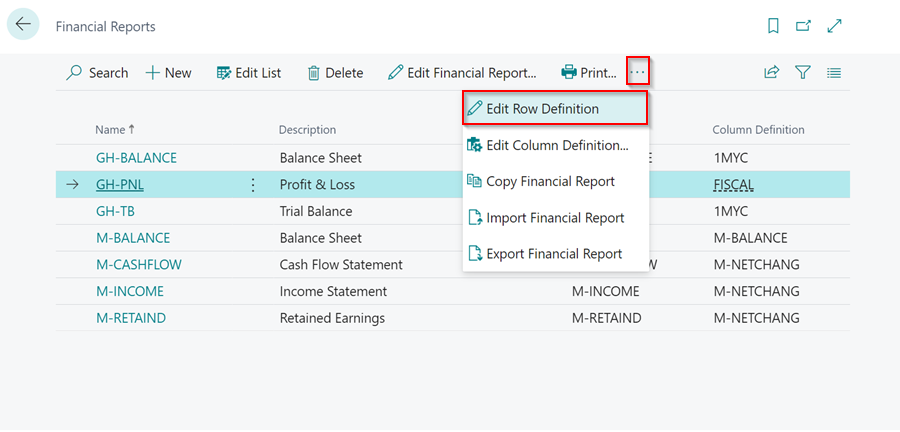 Financial Reports
Search New Edit List Delete Edit Financial Report... Print... ...
Edit Row Definition
Edit Column Definition...
Copy Financial Report
Import Financial Report
Export Financial Report
Name ↑ Description Column Definition
GH-BALANCE Balance Sheet 1MYC
GH-PNL Profit & Loss FISCAL
GH-TB Trial Balance 1MYC
M-BALANCE Balance Sheet M-BALANCE
M-CASHFLOW Cash Flow Statement M-NETCHANG
M-INCOME Income Statement M-INCOME M-NETCHANG
M-RETAIND Retained Earnings M-RETAIND M-NETCHANG